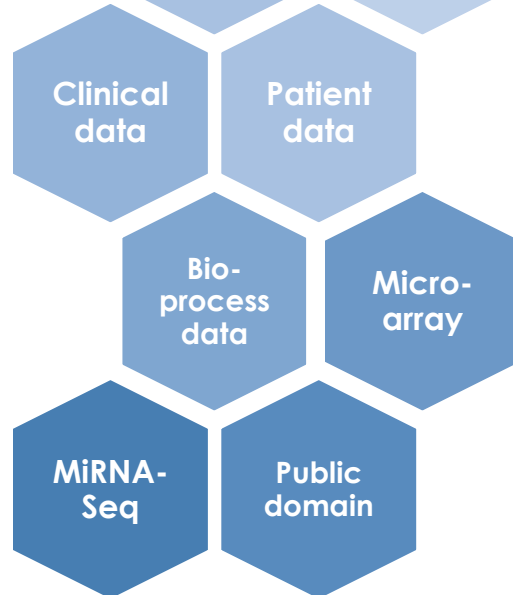 Clinical
data
Patient
data
Bio-
process
data
Micro-
array
MiRNA-
Seq
Public
domain